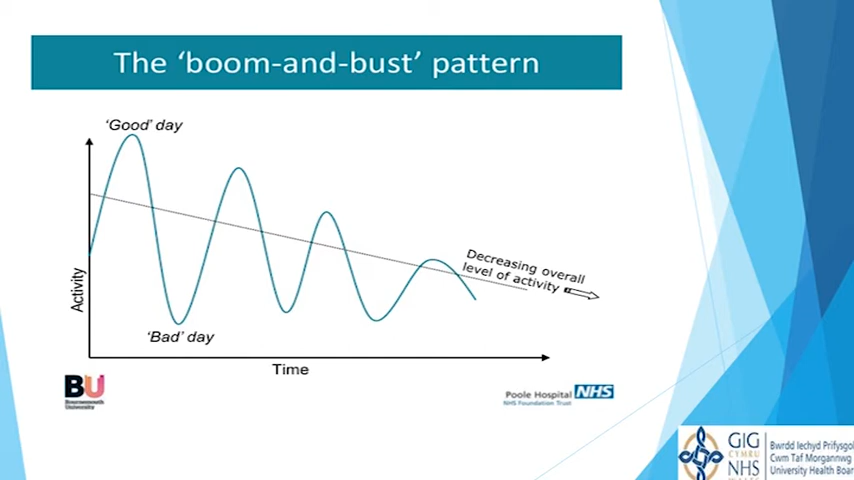 The ‘boom-and-bust’ pattern
‘Good’ day
Activity
Decreasing overall
level of activity
‘Bad’ day
Time
BU
Bournemouth
University
Poole Hospital NHS
NHS Foundation Trust
GIG
CYMRU
NHS
WALES
Bwrdd Iechyd Prifysgol
Cwm Taf Morgannwg
University Health Boar